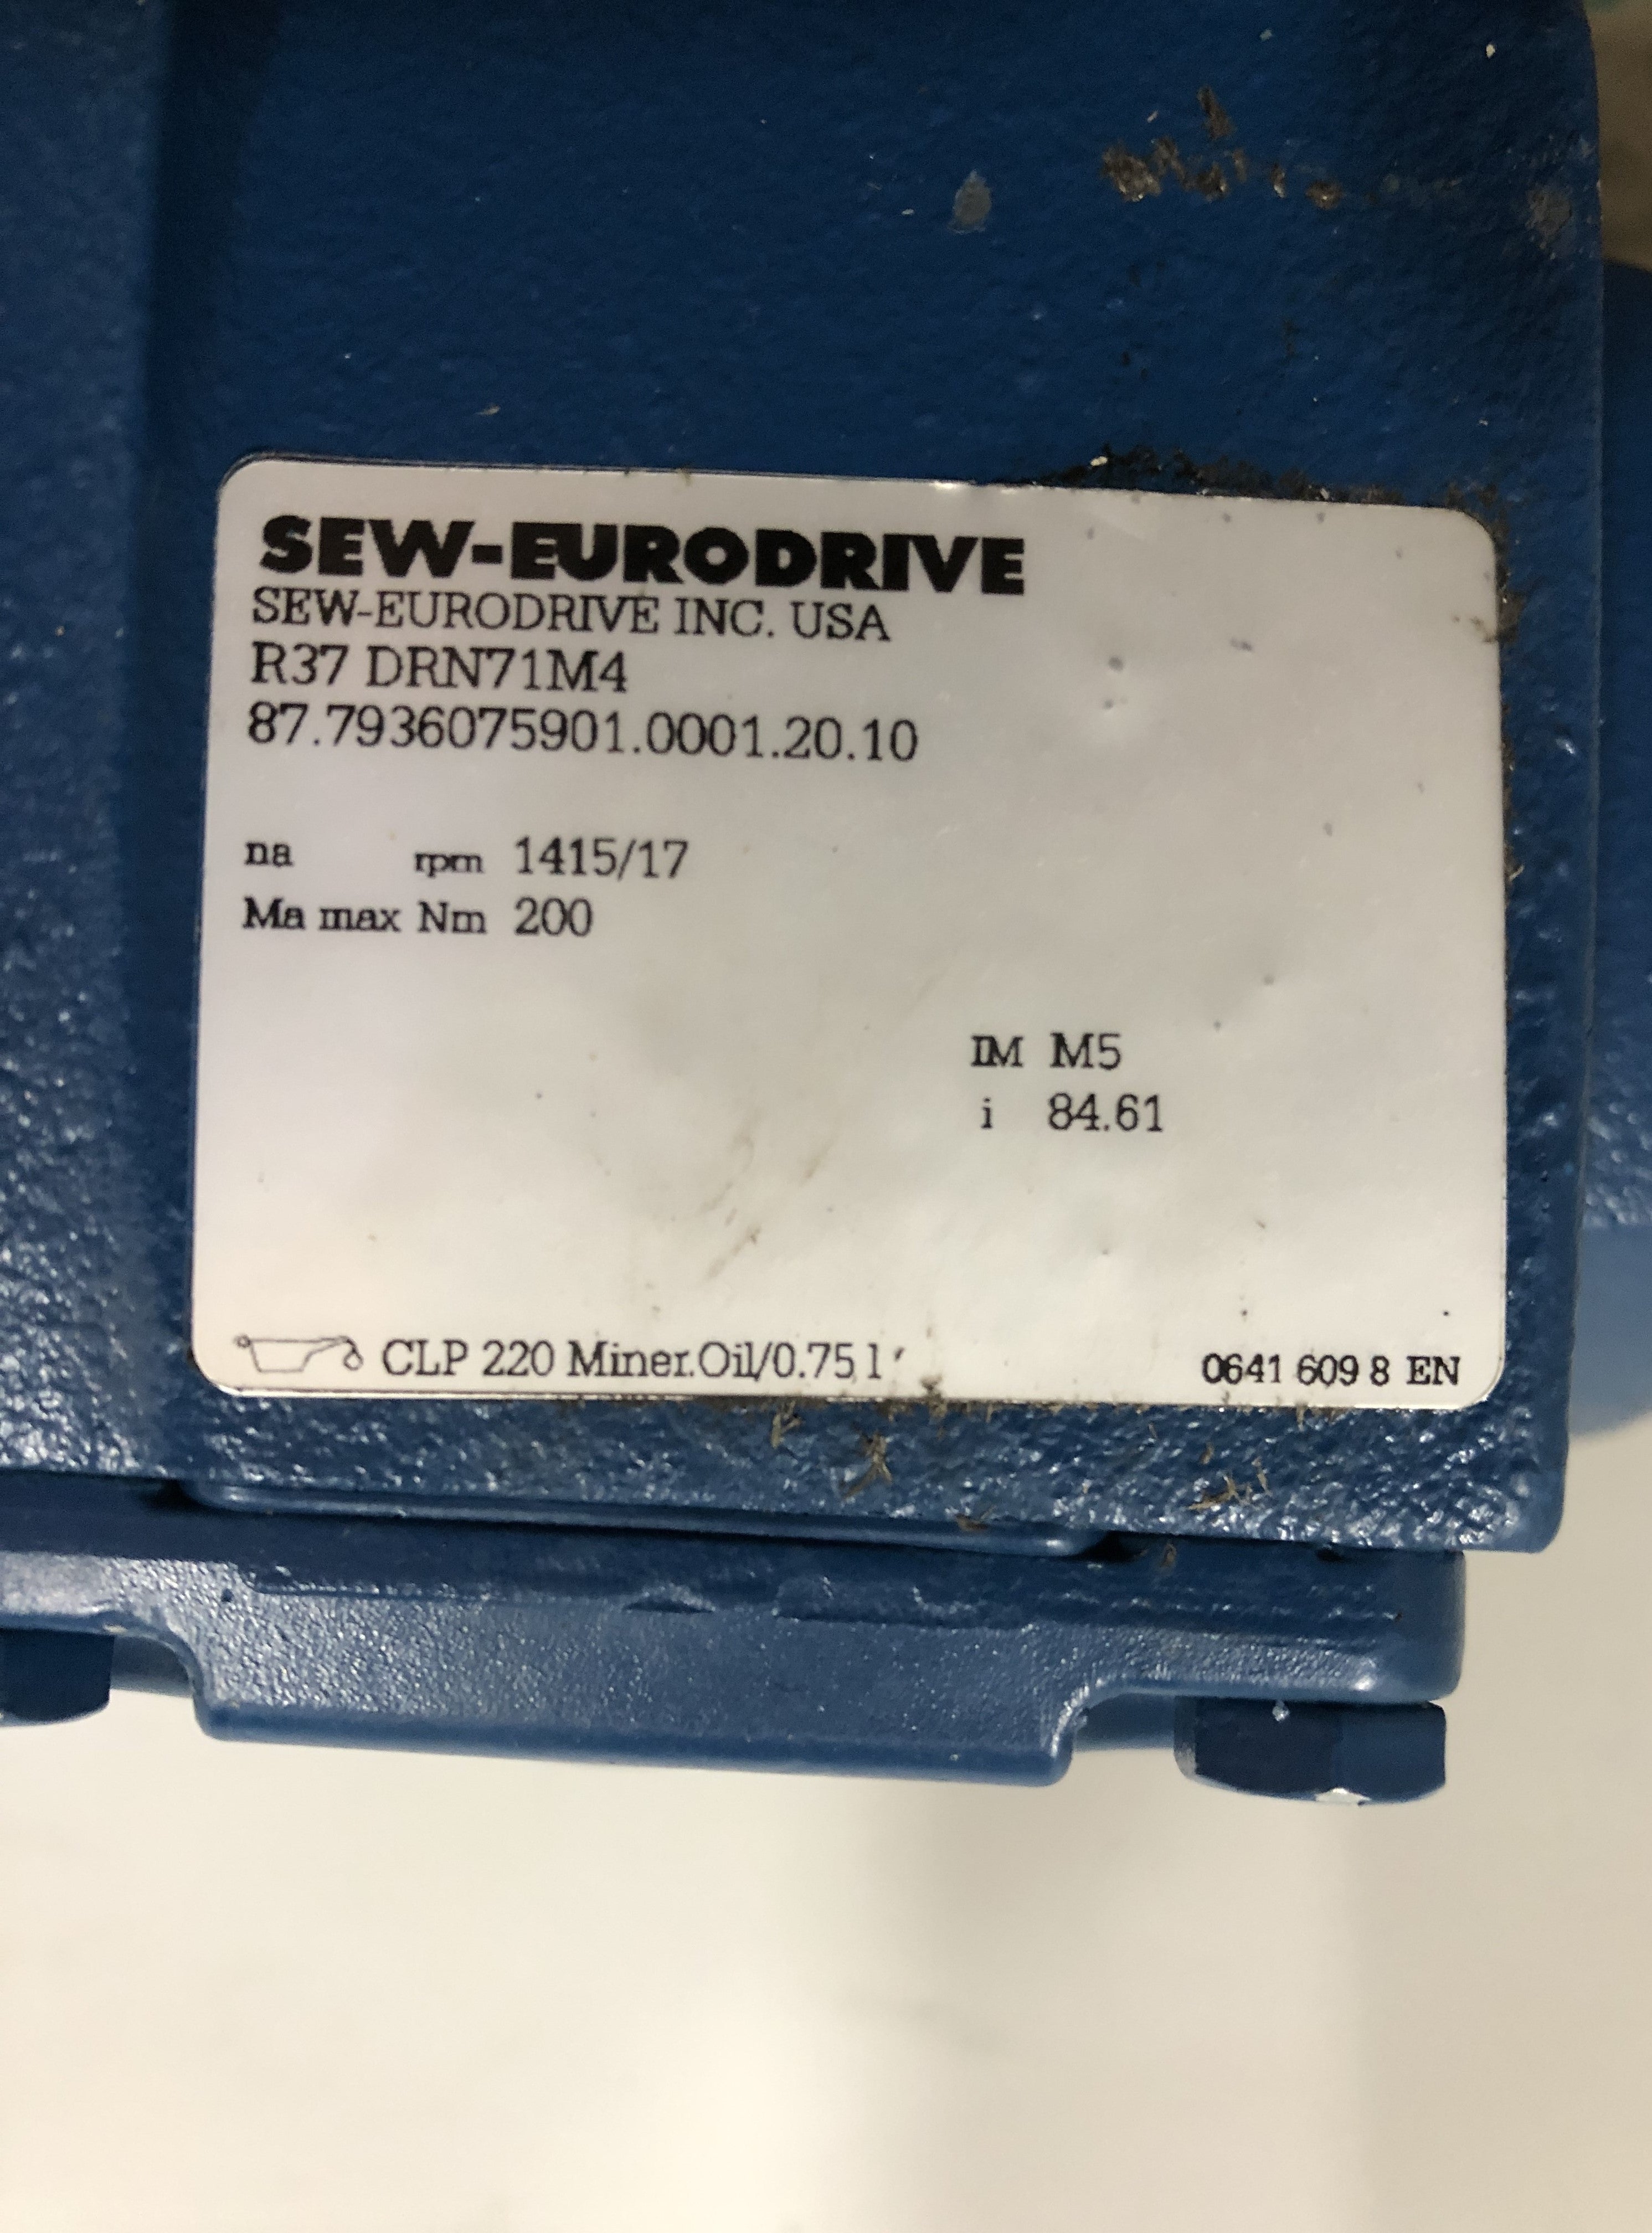 SEW-EURODRIVE
SEW-EURODRIVE INC. USA
R37 DRN71M4
87.7936075901.0001.20.10
na rpm 1415/17
Ma max Nm 200
IM M5
i 84.61
CLP 220 Miner.Oil/0.75 l
0641 609 8 EN